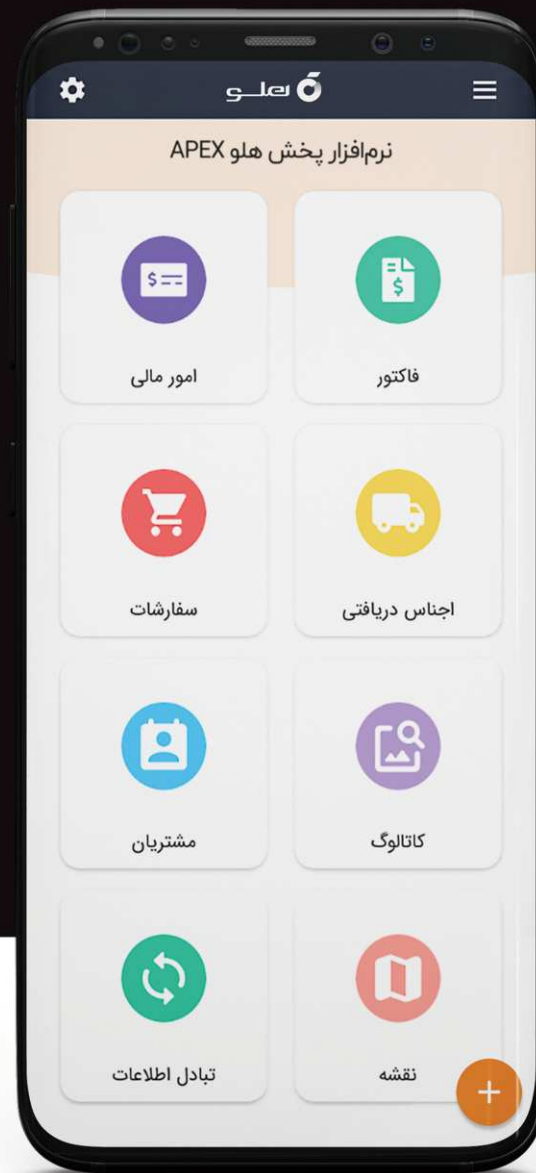 هلو
نرم‌افزار پخش هلو APEX
فاکتور
امور مالی
اجناس دریافتی
سفارشات
کاتالوگ
مشتریان
نقشه
تبادل اطلاعات